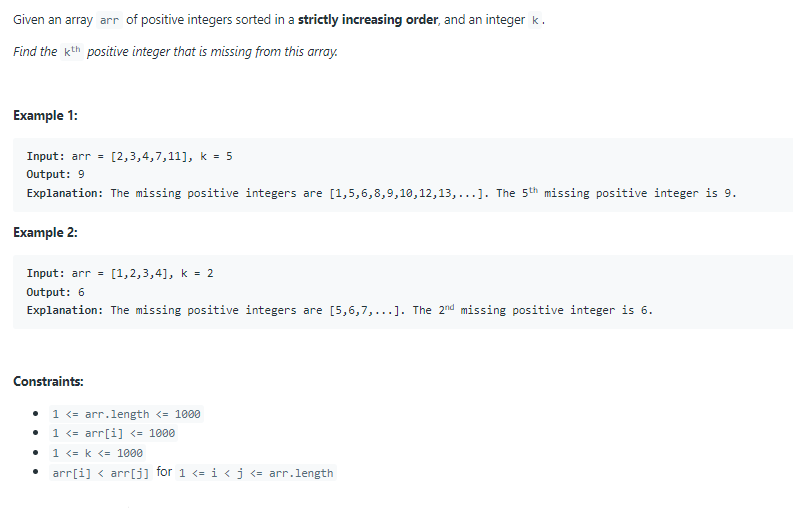 Given an array arr of positive integers sorted in a strictly increasing order, and an integer k.
Find the kth positive integer that is missing from this array.
Example 1:
Input: arr = [2,3,4,7,11], k = 5
Output: 9
Explanation: The missing positive integers are [1,5,6,8,9,10,12,13,...]. The 5th missing positive integer is 9.
Example 2:
Input: arr = [1,2,3,4], k = 2
Output: 6
Explanation: The missing positive integers are [5,6,7,...]. The 2nd missing positive integer is 6.
Constraints:
• 1 <= arr.length <= 1000
• 1 <= arr[i] <= 1000
• 1 <= k <= 1000
• arr[i] < arr[j] for 1 <= i < j <= arr.length